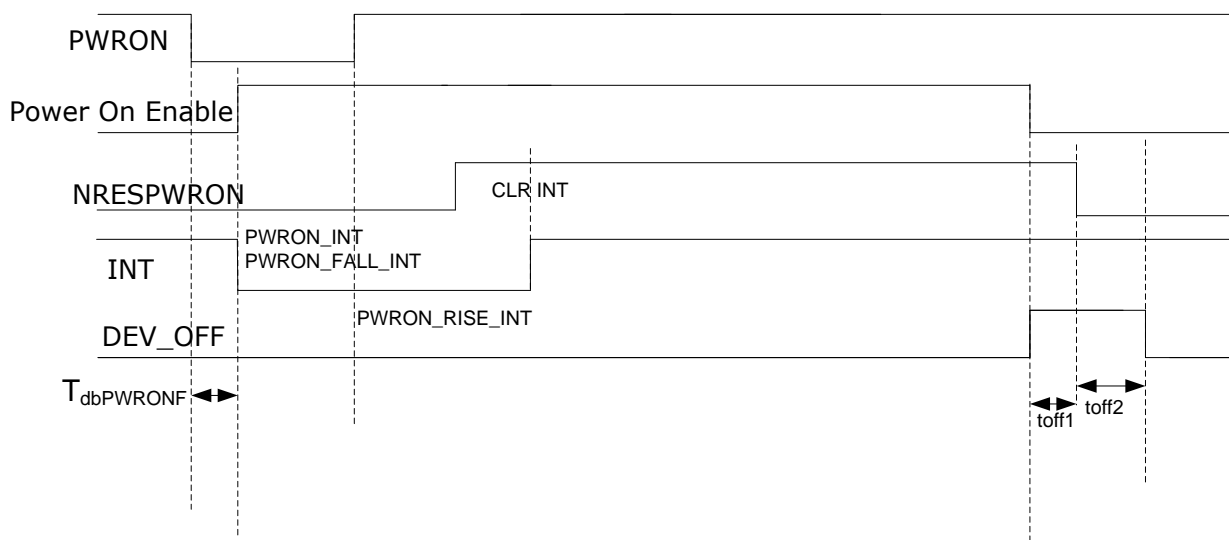 PWRON
Power On Enable
NRESPWRON
CLR INT
PWRON_INT
PWRON_FALL_INT
INT
PWRON_RISE_INT
DEV_OFF
TdbPWRONF
toff1
toff2